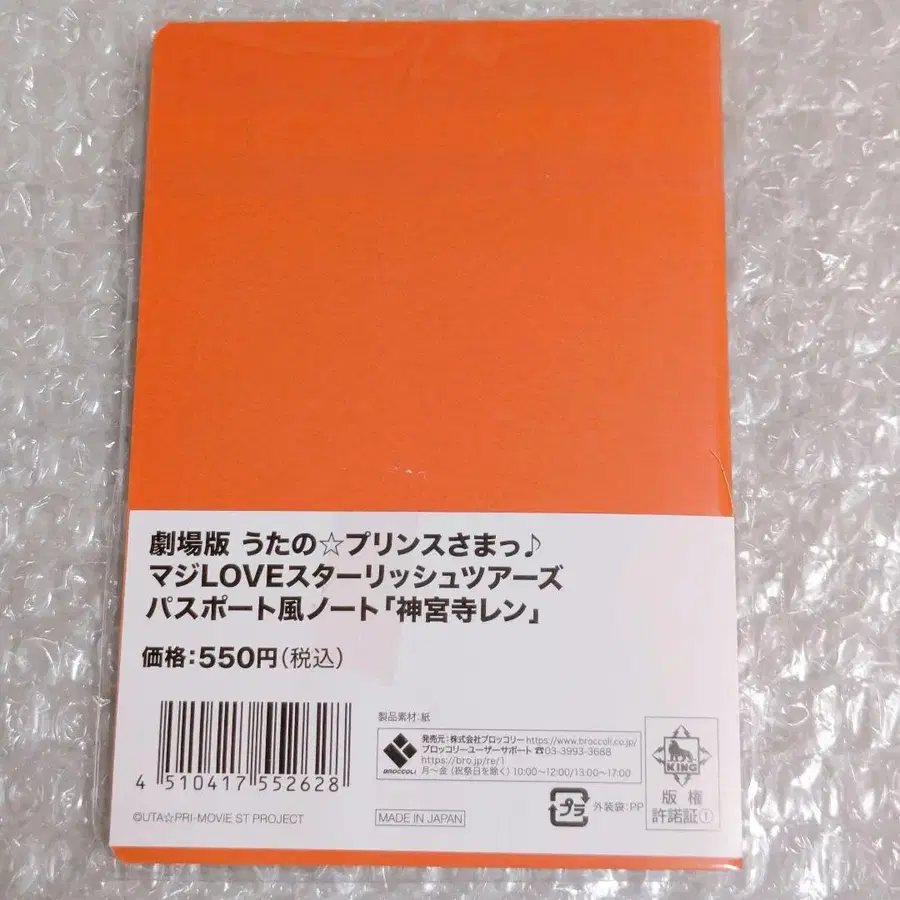 劇場版 うたの☆プリンスさまっ♪
マジLOVEスターリッシュツアーズ
パスポート風ノート「神宮寺レン」
価格:550円(税込)
4 510417 552628
©UTA☆PRI-MOVIE ST PROJECT
製品素材:紙
BROCCOLI
発売元:株式会社ブロッコリー https://www.broccoli.co.jp/
ブロッコリーユーザーサポート ☎03-3993-3688
https://bro.jp/re/1
月~金 (祝祭日を除く) 10:00~12:00/13:00~17:00
MADE IN JAPAN
プラ
外装袋:PP
KING
版権
許諾証①